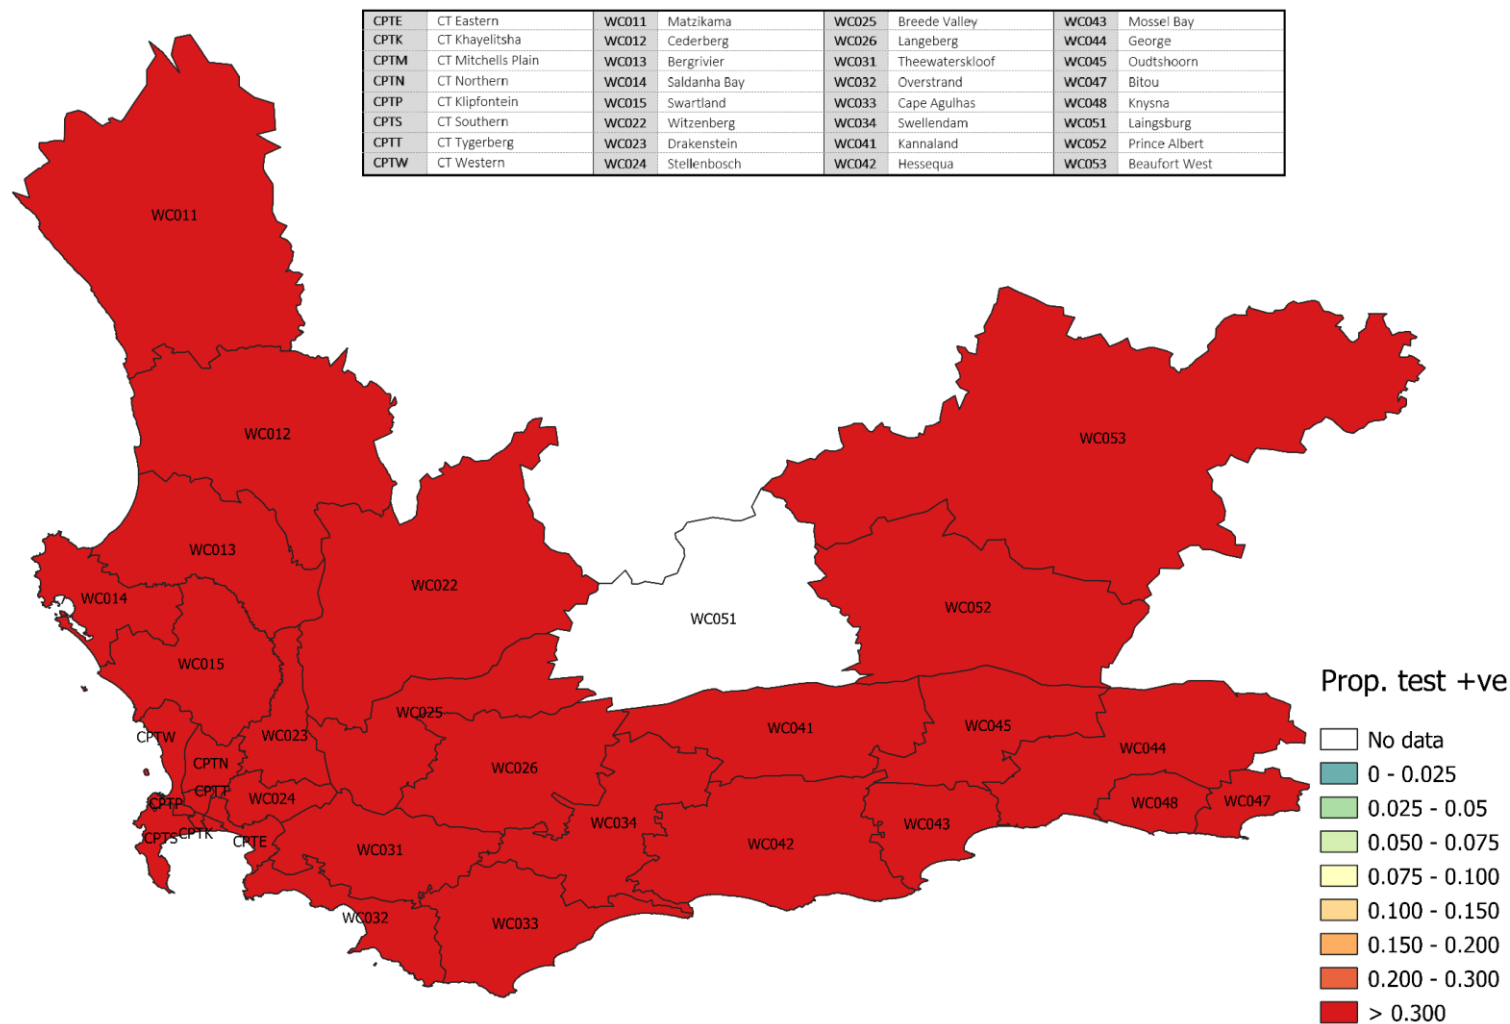 CPTE CT Eastern WC011 Matzikama WC025 Breede Valley WC043 Mossel Bay
CPTK CT Khayelitsha WC012 Cederberg WC026 Langeberg WC044 George
CPTM CT Mitchells Plain WC013 Bergrivier WC031 Theewaterskloof WC045 Oudtshoorn
CPTN CT Northern WC014 Saldanha Bay WC032 Overstrand WC047 Bitou
CPTP CT Klipfontein WC015 Swartland WC033 Cape Agulhas WC048 Knysna
CPTS CT Southern WC022 Witzenberg WC034 Swellendam WC051 Laingsburg
CPTT CT Tygerberg WC023 Drakenstein WC041 Kannaland WC052 Prince Albert
CPTW CT Western WC024 Stellenbosch WC042 Hessequa WC053 Beaufort West
WC011
WC012
WC053
WC013
WC022
WC014
WC052
WC051
WC015
WC025
WC041
WC045
CPTW
WC023
WC044
CPTN
WC026
CPTT
WC024
CPTP
WC048
WC047
WC034
WC043
CPTS
CPTK
CPTE
WC031
WC042
WC032
WC033
Prop. test +ve
No data
0 - 0.025
0.025 - 0.05
0.050 - 0.075
0.075 - 0.100
0.100 - 0.150
0.150 - 0.200
0.200 - 0.300
> 0.300